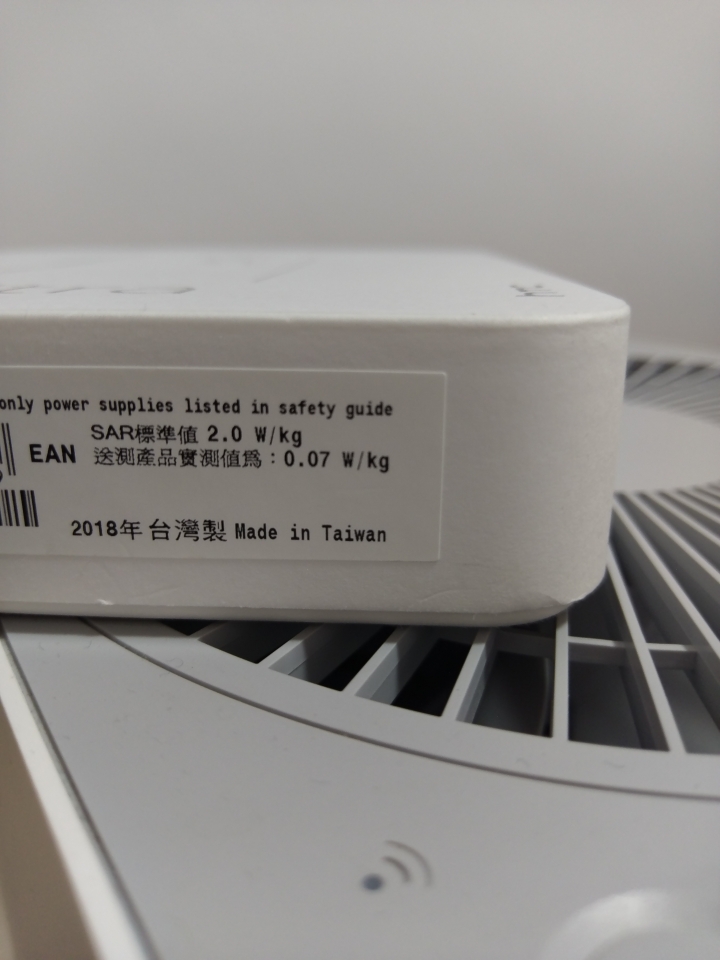 only power supplies listed in safety guide
EAN
SAR標準值 2.0 W/kg
送測產品實測值為：0.07 W/kg
2018年 台灣製 Made in Taiwan